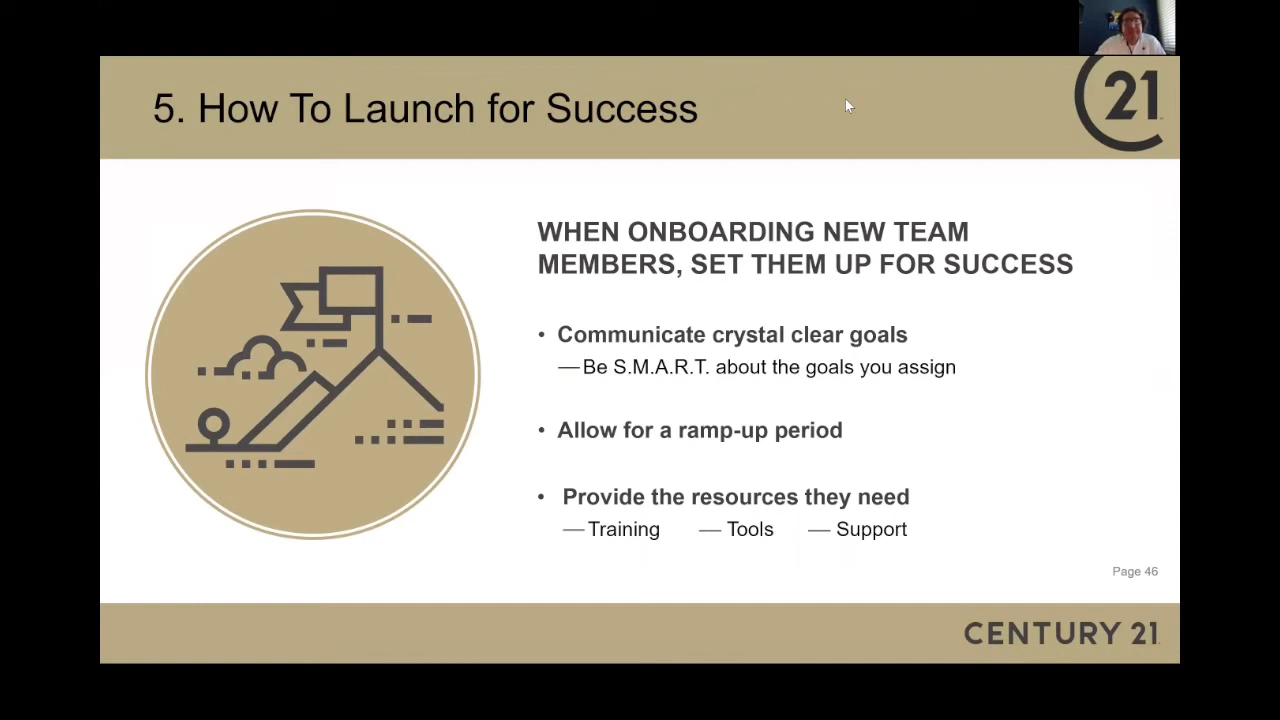 21
5. How To Launch for Success
WHEN ONBOARDING NEW TEAM
MEMBERS, SET THEM UP FOR SUCCESS
• Communicate crystal clear goals
— Be S.M.A.R.T. about the goals you assign
• Allow for a ramp-up period
• Provide the resources they need
— Training — Tools — Support
Page 46
CENTURY 21